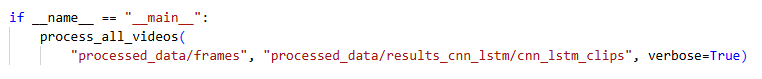 if __name__ == "__main__":
    process_all_videos(
        "processed_data/frames", "processed_data/results_cnn_lstm/cnn_lstm_clips", verbose=True)